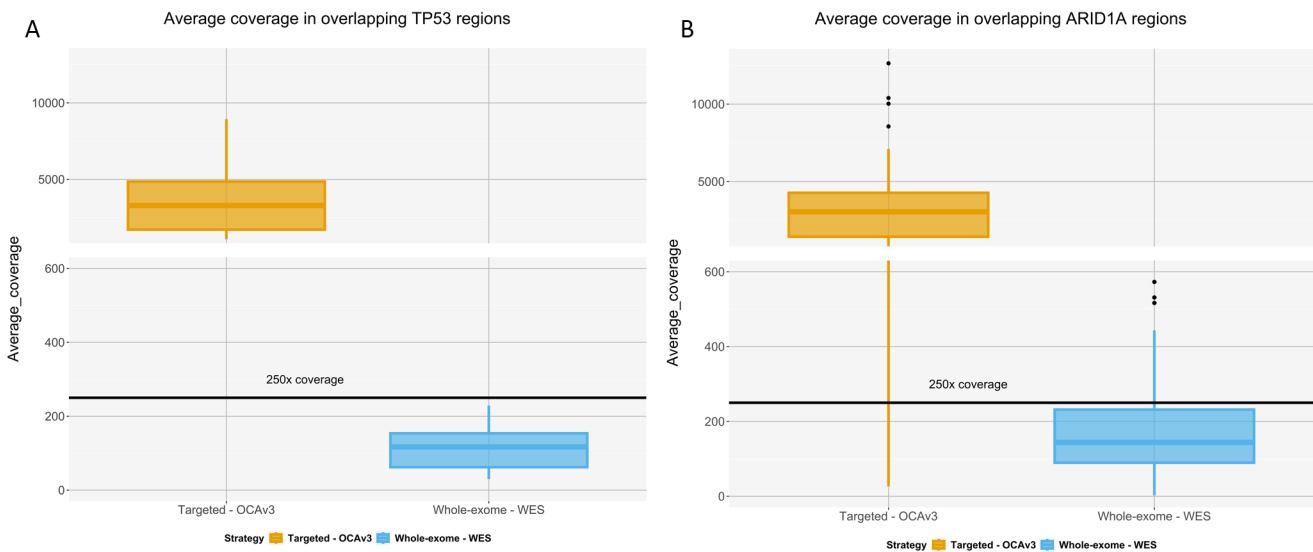 A
Average coverage in overlapping TP53 regions
Average_coverage
10000
5000
600
400
250x coverage
200
0
Targeted - OCAv3 Whole-exome - WES
Strategy Targeted - OCAv3 Whole-exome - WES
B
Average coverage in overlapping ARID1A regions
Average_coverage
10000
5000
600
400
250x coverage
200
0
Targeted - OCAv3 Whole-exome - WES
Strategy Targeted - OCAv3 Whole-exome - WES